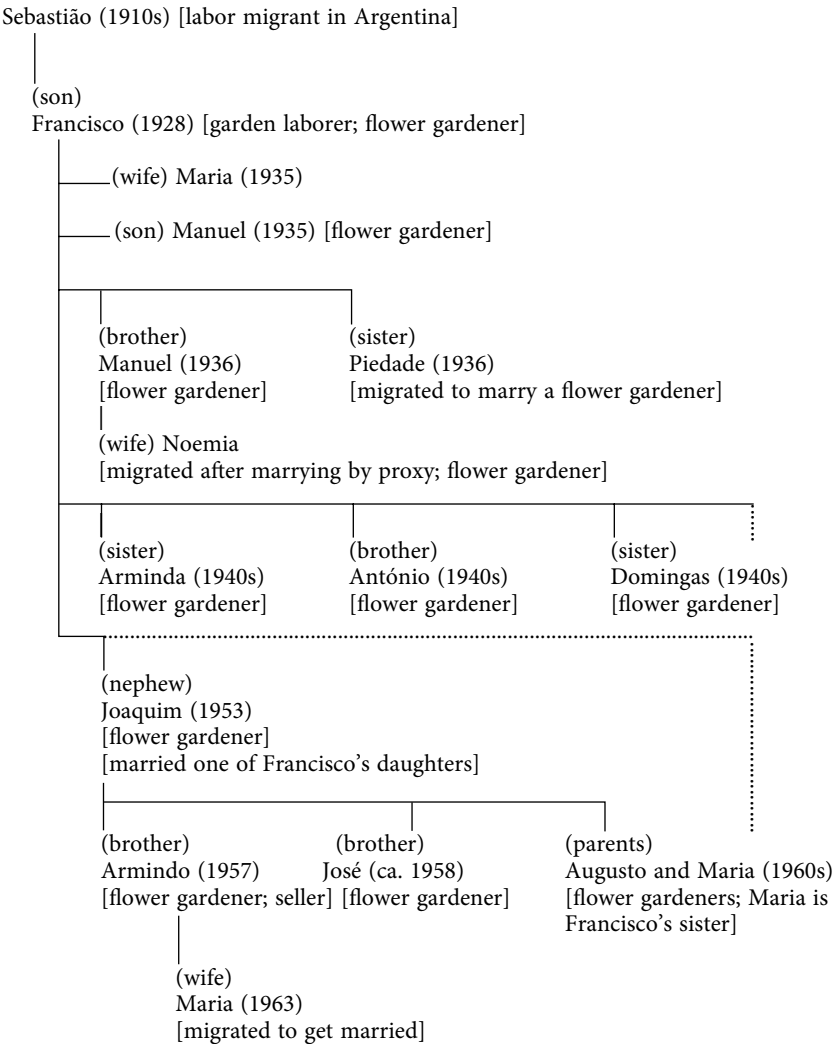 Sebastião (1910s) [labor migrant in Argentina]
(son)
Francisco (1928) [garden laborer; flower gardener]
(wife) Maria (1935)
(son) Manuel (1935) [flower gardener]
(brother)
Manuel (1936)
[flower gardener]
(sister)
Piedade (1936)
[migrated to marry a flower gardener]
(wife) Noemia
[migrated after marrying by proxy; flower gardener]
(sister)
Arminda (1940s)
[flower gardener]
(brother)
António (1940s)
[flower gardener]
(sister)
Domingas (1940s)
[flower gardener]
(nephew)
Joaquim (1953)
[flower gardener]
[married one of Francisco’s daughters]
(brother)
Armindo (1957)
[flower gardener; seller]
(brother)
José (ca. 1958)
[flower gardener]
(parents)
Augusto and Maria (1960s)
[flower gardeners; Maria is
Francisco’s sister]
(wife)
Maria (1963)
[migrated to get married]